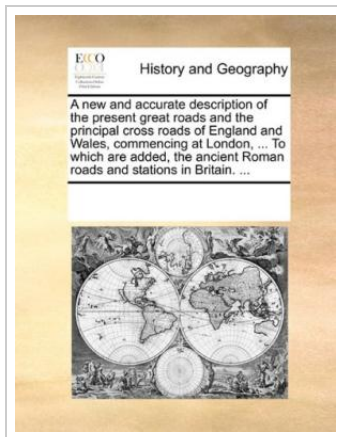 ECCO
History and Geography
A new and accurate description of
the present great roads and the
principal cross roads of England and
Wales, commencing at London, ... To
which are added, the ancient Roman
roads and stations in Britain. ...